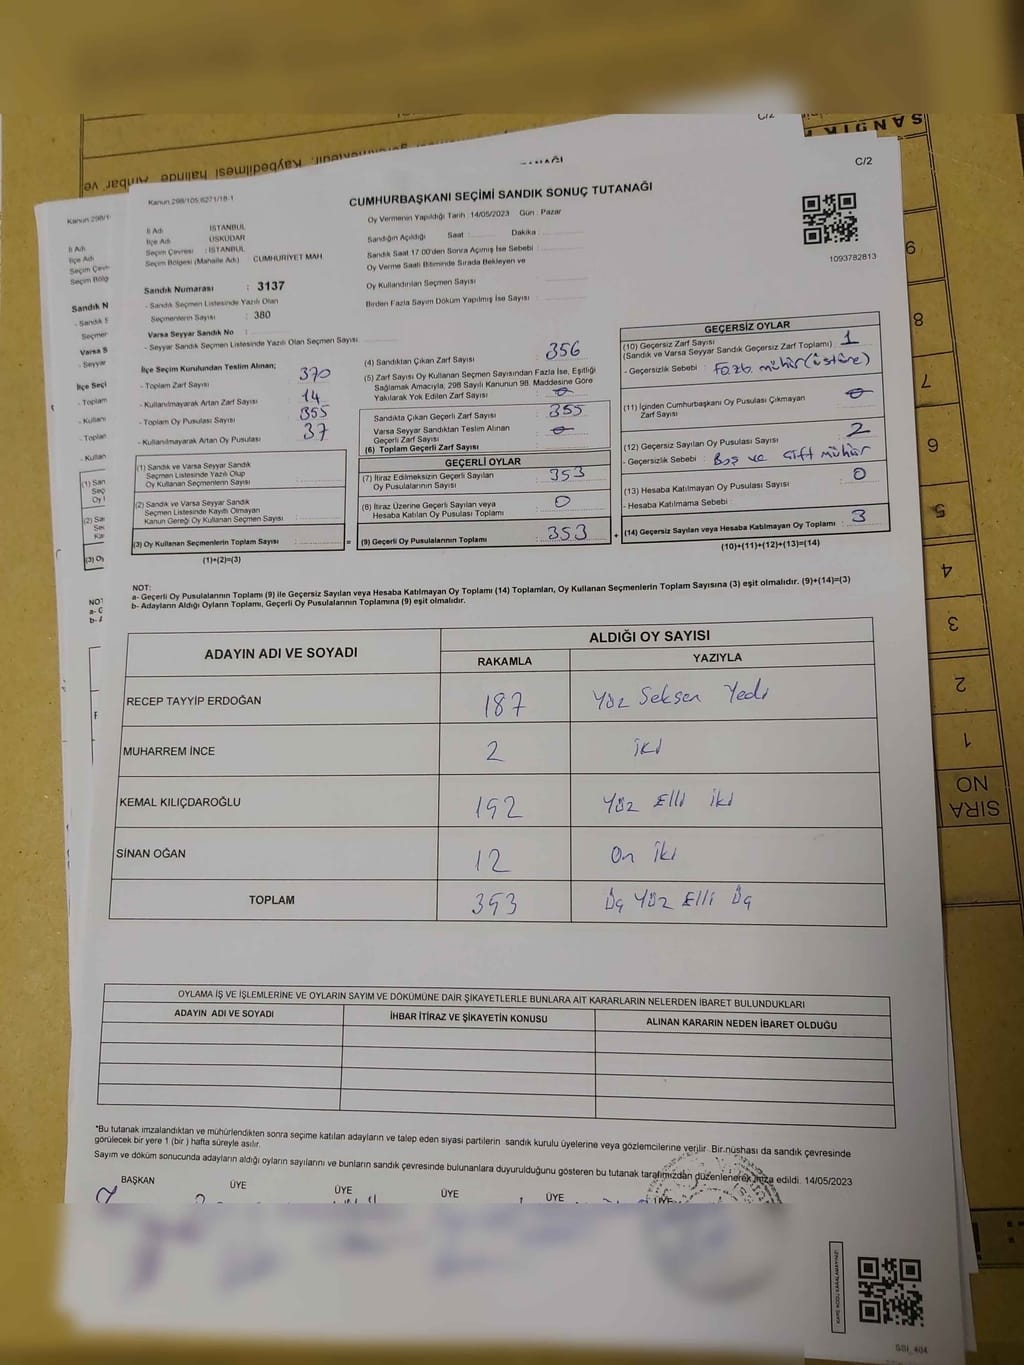 C/2
C/2
Kanun 298/105,6271/18-1
CUMHURBAŞKANI SEÇİMİ SANDIK SONUÇ TUTANAĞI
Oy Vermenin Yapıldığı Tarih :14/05/2023 Gün : Pazar
İl Adı : İSTANBUL
İlçe Adı : ÜSKÜDAR
Seçim Çevresi : İSTANBUL
Seçim Bölgesi (Mahalle Adı) : CUMHURİYET MAH.
Sandık Numarası : 3137
- Sandık Seçmen Listesinde Yazılı Olan
Seçmenlerin Sayısı : 380
Varsa Seyyar Sandık No :
- Seyyar Sandık Seçmen Listesinde Yazılı Olan Seçmen Sayısı :
Sandığın Açıldığı Saat : Dakika :
Sandık Saat 17.00'den Sonra Açımış İse Sebebi :
Oy Verme Saati Bitiminde Sırada Bekleyen ve
Oy Kullandırılan Seçmen Sayısı :
Birden Fazla Sayım Döküm Yapılmış İse Sayısı :
1093782813
İlçe Seçim Kurulundan Teslim Alınan;
- Toplam Zarf Sayısı : 370
- Kullanılmayarak Artan Zarf Sayısı : 14
- Toplam Oy Pusulası Sayısı : 355
- Kullanılmayarak Artan Oy Pusulası : 37
(1) Sandık ve Varsa Seyyar Sandık
Seçmen Listesinde Yazılı Olup
Oy Kullanan Seçmenlerin Sayısı :
(2) Sandık ve Varsa Seyyar Sandık
Seçmen Listesinde Kayıtlı Olmayan
Kanun Gereği Oy Kullanan Seçmen Sayısı :
(3) Oy Kullanan Seçmenlerin Toplam Sayısı :
(1)+(2)=(3)
(4) Sandıktan Çıkan Zarf Sayısı : 356
(5) Zarf Sayısı Oy Kullanan Seçmen Sayısından Fazla İse, Eşitliği
Sağlamak Amacıyla, 298 Sayılı Kanunun 98. Maddesine Göre
Yakılarak Yok Edilen Zarf Sayısı : 0
Sandıkta Çıkan Geçerli Zarf Sayısı : 355
Varsa Seyyar Sandıktan Teslim Alınan
Geçerli Zarf Sayısı : 0
(6) Toplam Geçerli Zarf Sayısı
GEÇERLİ OYLAR
(7) İtiraz Edilmeksizin Geçerli Sayılan
Oy Pusulalarının Sayısı : 353
(8) İtiraz Üzerine Geçerli Sayılan veya
Hesaba Katılan Oy Pusulası Toplamı : 0
= (9) Geçerli Oy Pusulalarının Toplamı : 353
GEÇERSİZ OYLAR
(10) Geçersiz Zarf Sayısı : 1
(Sandık ve Varsa Seyyar Sandık Geçersiz Zarf Toplamı)
- Geçersizlik Sebebi : Fazla mühür (üstüne)
(11) İçinden Cumhurbaşkanı Oy Pusulası Çıkmayan
Zarf Sayısı : 0
(12) Geçersiz Sayılan Oy Pusulası Sayısı : 2
- Geçersizlik Sebebi : Boş ve Çift mühür
(13) Hesaba Katılmayan Oy Pusulası Sayısı : 0
- Hesaba Katılmama Sebebi :
+ (14) Geçersiz Sayılan veya Hesaba Katılmayan Oy Toplamı : 3
(10)+(11)+(12)+(13)=(14)
NOT:
a- Geçerli Oy Pusulalarının Toplamı (9) ile Geçersiz Sayılan veya Hesaba Katılmayan Oy Toplamı (14) Toplamları, Oy Kullanan Seçmenlerin Toplam Sayısına (3) eşit olmalıdır. (9)+(14)=(3)
b- Adayların Aldığı Oyların Toplamı, Geçerli Oy Pusulalarının Toplamına (9) eşit olmalıdır.
ADAYIN ADI VE SOYADI
ALDIĞI OY SAYISI
RAKAMLA YAZIYLA
RECEP TAYYİP ERDOĞAN 187 Yüz Seksen Yedi
MUHARREM İNCE 2 iki
KEMAL KILIÇDAROĞLU 152 Yüz Elli iki
SİNAN OĞAN 12 On iki
TOPLAM 353 Üç Yüz Elli Üç
OYLAMA İŞ VE İŞLEMLERİNE VE OYLARIN SAYIM VE DÖKÜMÜNE DAİR ŞİKAYETLERLE BUNLARA AİT KARARLARIN NELERDEN İBARET BULUNDUKLARI
ADAYIN ADI VE SOYADI İHBAR İTİRAZ VE ŞİKAYETİN KONUSU ALINAN KARARIN NEDEN İBARET OLDUĞU
*Bu tutanak imzalandıktan ve mühürlendikten sonra seçime katılan adayların ve talep eden siyasi partilerin sandık kurulu üyelerine veya gözlemcilerine verilir. Bir nüshası da sandık çevresinde
görülecek bir yere 1 (bir ) hafta süreyle asılır.
Sayım ve döküm sonucunda adayların aldığı oyların sayılarını ve bunların sandık çevresinde bulunanlara duyurulduğunu gösteren bu tutanak tarafımızdan düzenlenerek imza edildi. 14/05/2023
BAŞKAN ÜYE ÜYE ÜYE ÜYE ÜYE
KARE KODU KARALAMAYINIZ!
SSI_404
SIRA NO
1
2
3
4
5
6
7
8
9